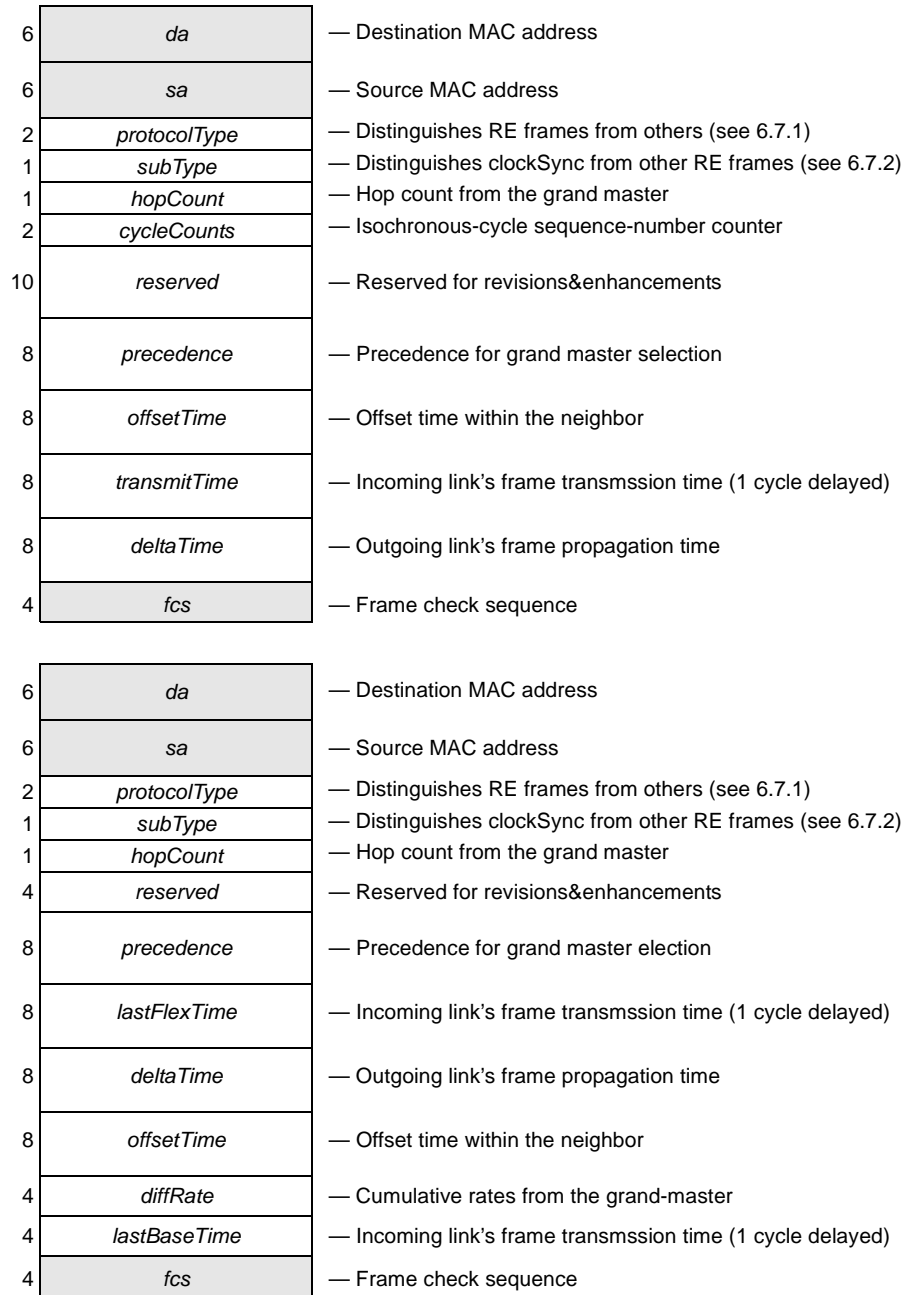 6 da — Destination MAC address
6 sa — Source MAC address
2 protocolType — Distinguishes RE frames from others (see 6.7.1)
1 subType — Distinguishes clockSync from other RE frames (see 6.7.2)
1 hopCount — Hop count from the grand master
2 cycleCounts — Isochronous-cycle sequence-number counter
10 reserved — Reserved for revisions&enhancements
8 precedence — Precedence for grand master selection
8 offsetTime — Offset time within the neighbor
8 transmitTime — Incoming link's frame transmssion time (1 cycle delayed)
8 deltaTime — Outgoing link's frame propagation time
4 fcs — Frame check sequence
6 da — Destination MAC address
6 sa — Source MAC address
2 protocolType — Distinguishes RE frames from others (see 6.7.1)
1 subType — Distinguishes clockSync from other RE frames (see 6.7.2)
1 hopCount — Hop count from the grand master
4 reserved — Reserved for revisions&enhancements
8 precedence — Precedence for grand master election
8 lastFlexTime — Incoming link's frame transmssion time (1 cycle delayed)
8 deltaTime — Outgoing link's frame propagation time
8 offsetTime — Offset time within the neighbor
4 diffRate — Cumulative rates from the grand-master
4 lastBaseTime — Incoming link's frame transmssion time (1 cycle delayed)
4 fcs — Frame check sequence